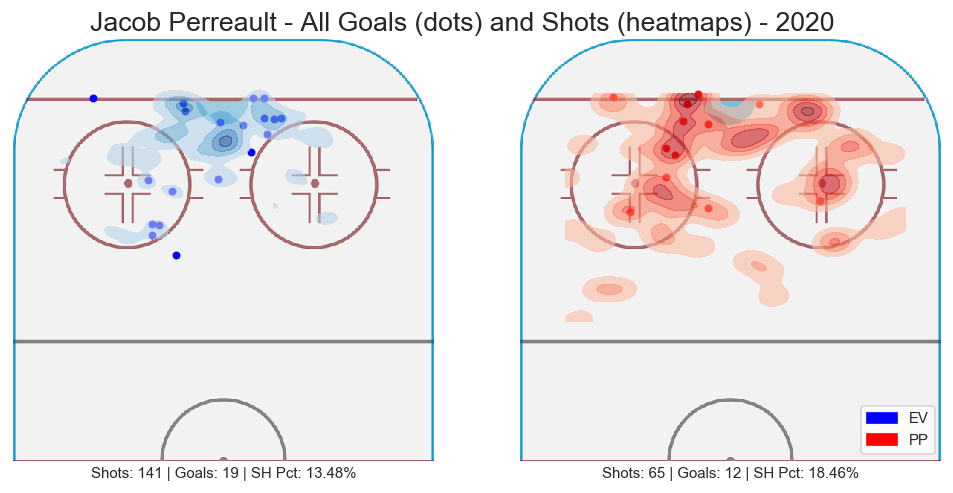 Jacob Perreault - All Goals (dots) and Shots (heatmaps) - 2020
EV
PP
Shots: 141 | Goals: 19 | SH Pct: 13.48%
Shots: 65 | Goals: 12 | SH Pct: 18.46%